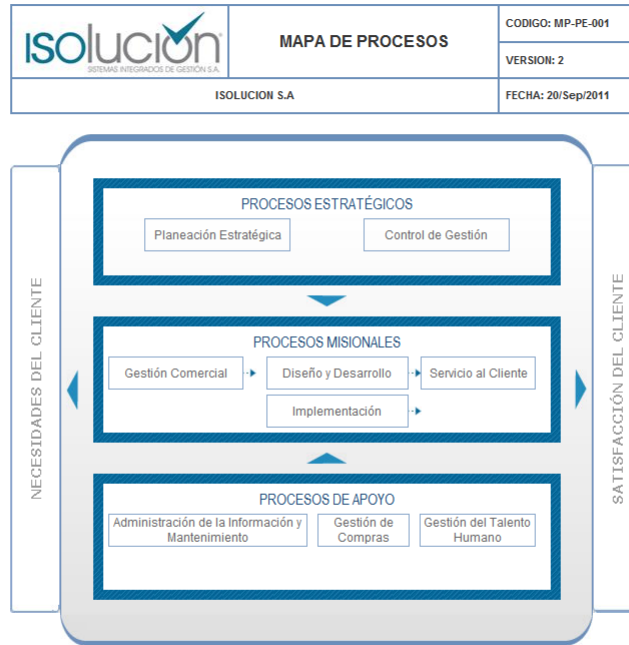 ISOlución
SISTEMAS INTEGRADOS DE GESTIÓN S.A.
MAPA DE PROCESOS
CODIGO: MP-PE-001
VERSION: 2
ISOLUCION S.A
FECHA: 20/Sep/2011
NECESIDADES DEL CLIENTE
PROCESOS ESTRATÉGICOS
Planeación Estratégica
Control de Gestión
PROCESOS MISIONALES
Gestión Comercial
Diseño y Desarrollo
Servicio al Cliente
Implementación
PROCESOS DE APOYO
Administración de la Información y
Mantenimiento
Gestión de
Compras
Gestión del Talento
Humano
SATISFACCIÓN DEL CLIENTE